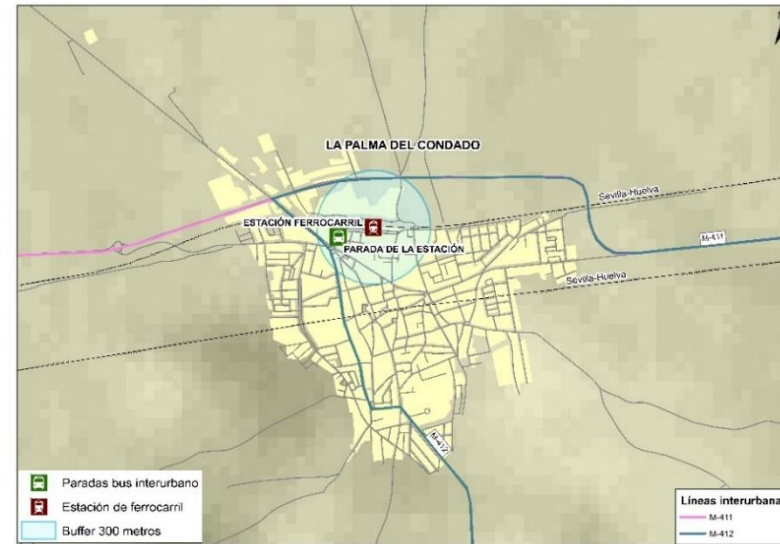 LA PALMA DEL CONDADO
Sevilla-Huelva
ESTACIÓN FERROCARRIL
PARADA DE LA ESTACIÓN
M-411
Sevilla-Huelva
M-412
Paradas bus interurbano
Estación de ferrocarril
Buffer 300 metros
Líneas interurbana
M-411
M-412